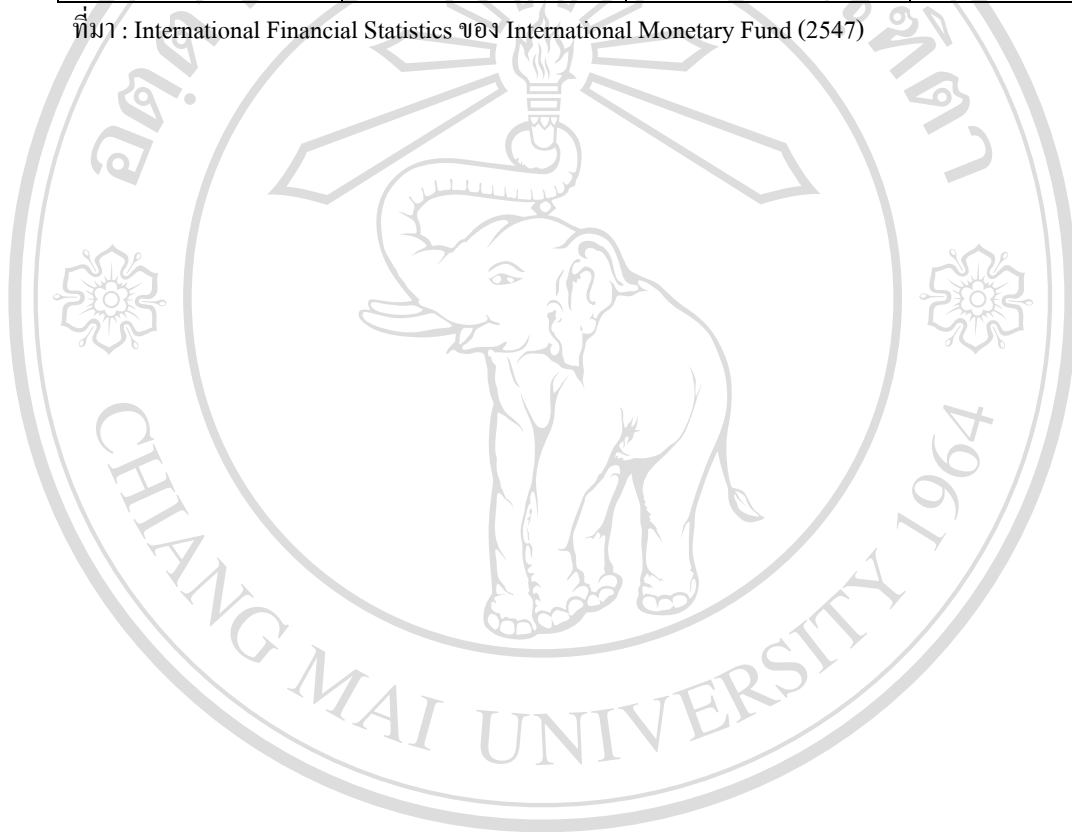 ที่มา : International Financial Statistics ของ International Monetary Fund (2547)
CHIANG MAI UNIVERSITY 1964